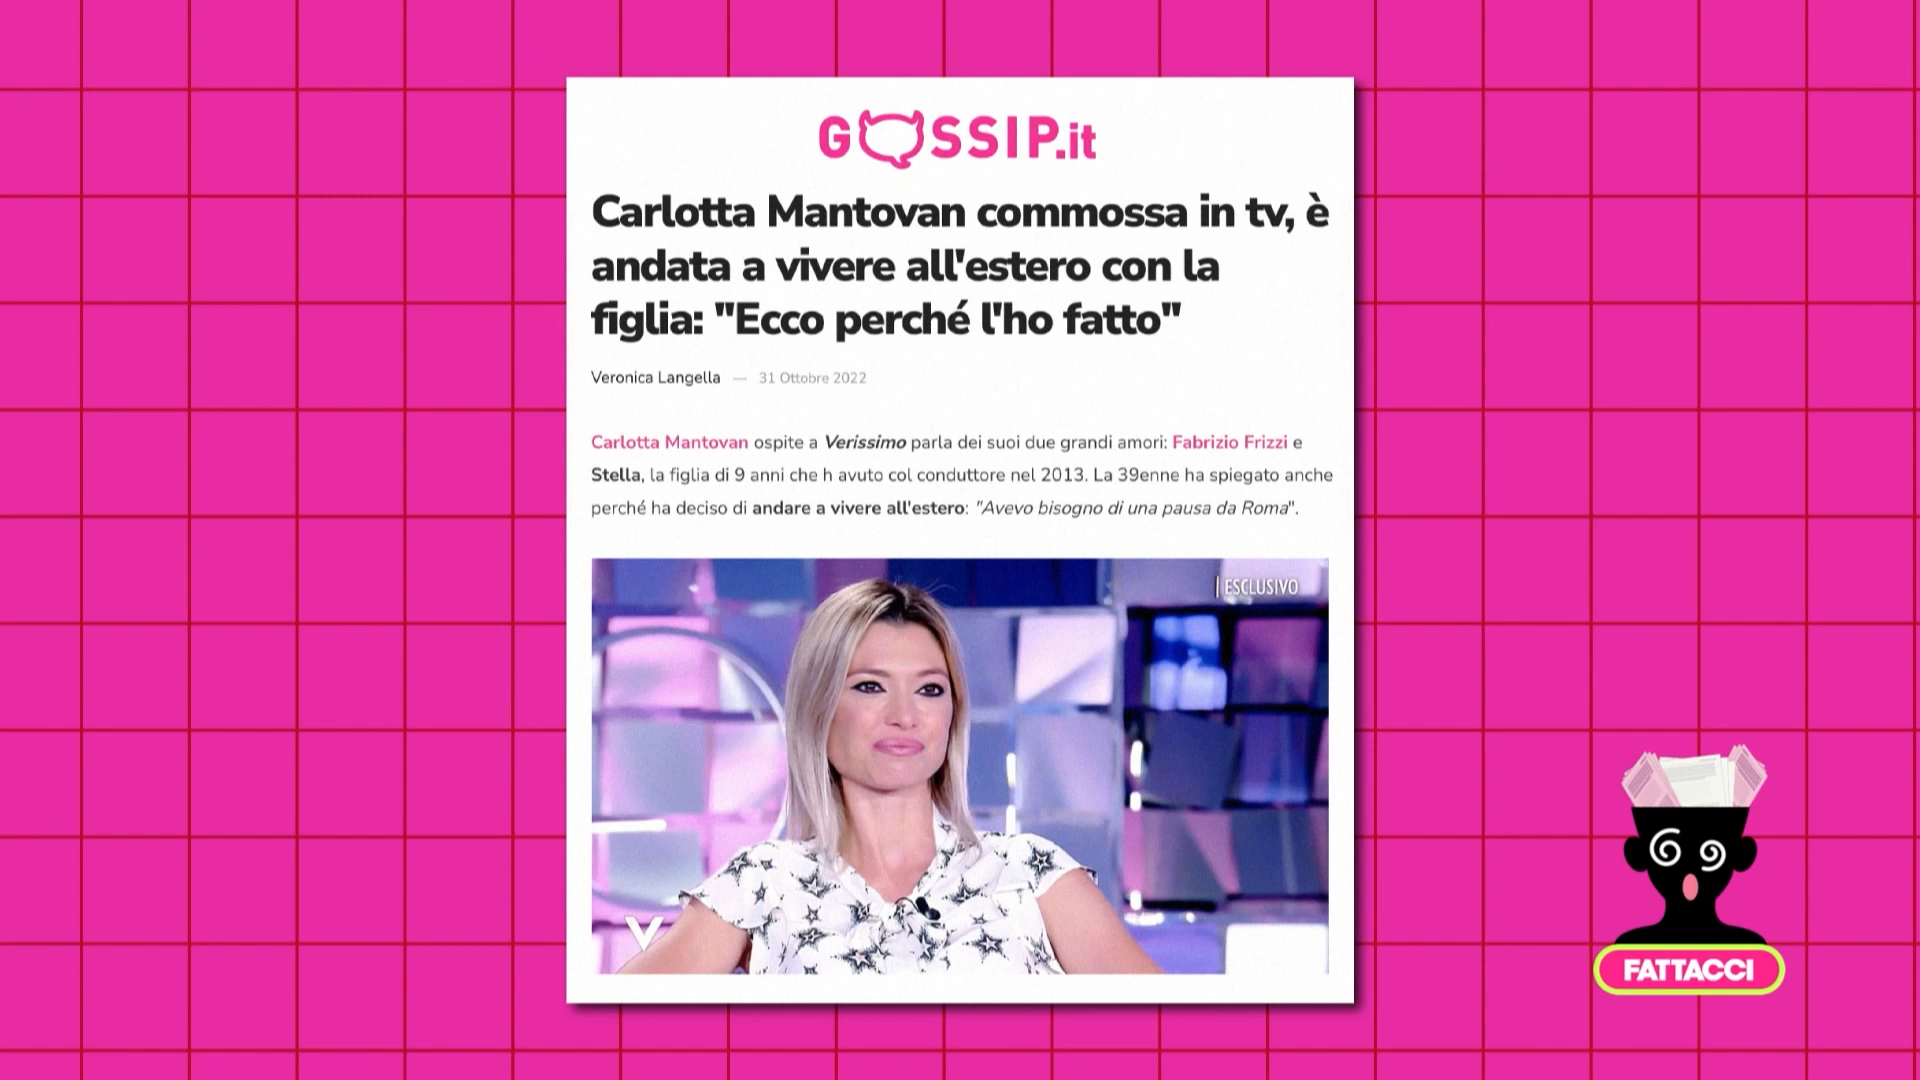 GOSSIP.it
Carlotta Mantovan commossa in tv, è
andata a vivere all'estero con la
figlia: "Ecco perché l'ho fatto"
Veronica Langella — 31 Ottobre 2022
Carlotta Mantovan ospite a Verissimo parla dei suoi due grandi amori: Fabrizio Frizzi e
Stella, la figlia di 9 anni che h avuto col conduttore nel 2013. La 39enne ha spiegato anche
perché ha deciso di andare a vivere all'estero: "Avevo bisogno di una pausa da Roma".
ESCLUSIVO
V
FATTACCI